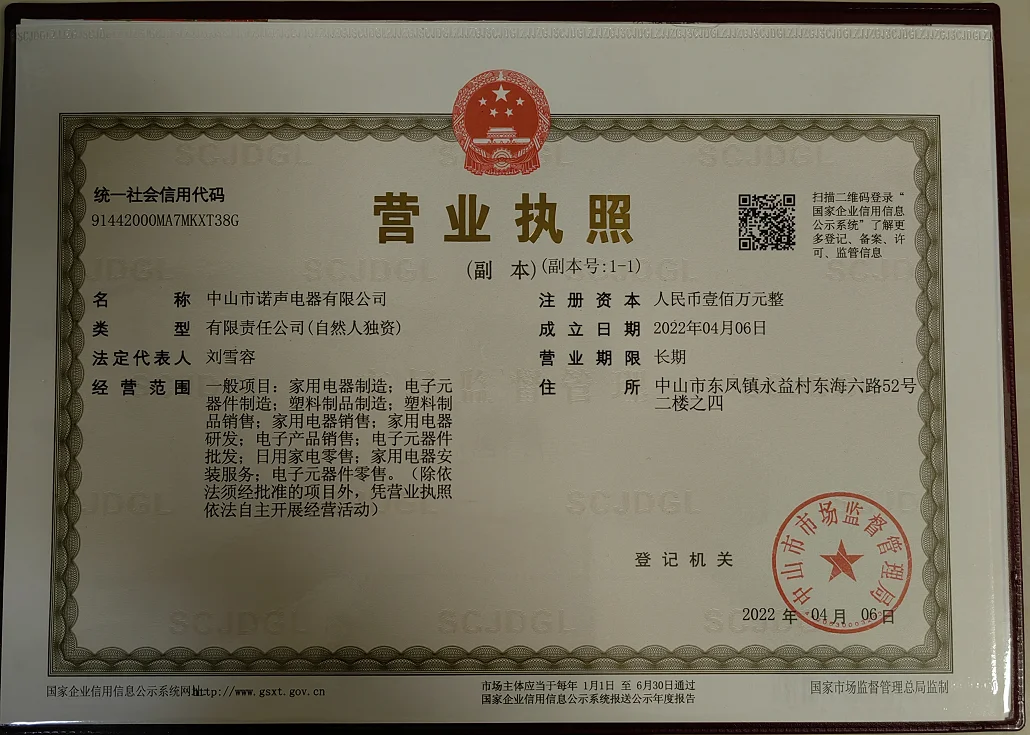 统一社会信用代码
91442000MA7MKXT38G
营业执照
(副 本)(副本号:1-1)
扫描二维码登录“
国家企业信用信息
公示系统”了解更
多登记、备案、许
可、监管信息
名 称 中山市诺声电器有限公司
类 型 有限责任公司(自然人独资)
法定代表人 刘雪容
经营范围 一般项目：家用电器制造；电子元
器件制造；塑料制品制造；塑料制
品销售；家用电器销售；家用电器
研发；电子产品销售；电子元器件
批发；日用家电零售；家用电器安
装服务；电子元器件零售。（除依
法须经批准的项目外，凭营业执照
依法自主开展经营活动）
注册资本 人民币壹佰万元整
成立日期 2022年04月06日
营业期限 长期
住 所 中山市东凤镇永益村东海六路52号
二楼之四
登记机关
中山市市场监督管理局
2022 年 04 月 06 日
国家企业信用信息公示系统网址http://www.gsxt.gov.cn
市场主体应当于每年 1月1日 至 6月30日通过
国家企业信用信息公示系统报送公示年度报告
国家市场监督管理总局监制